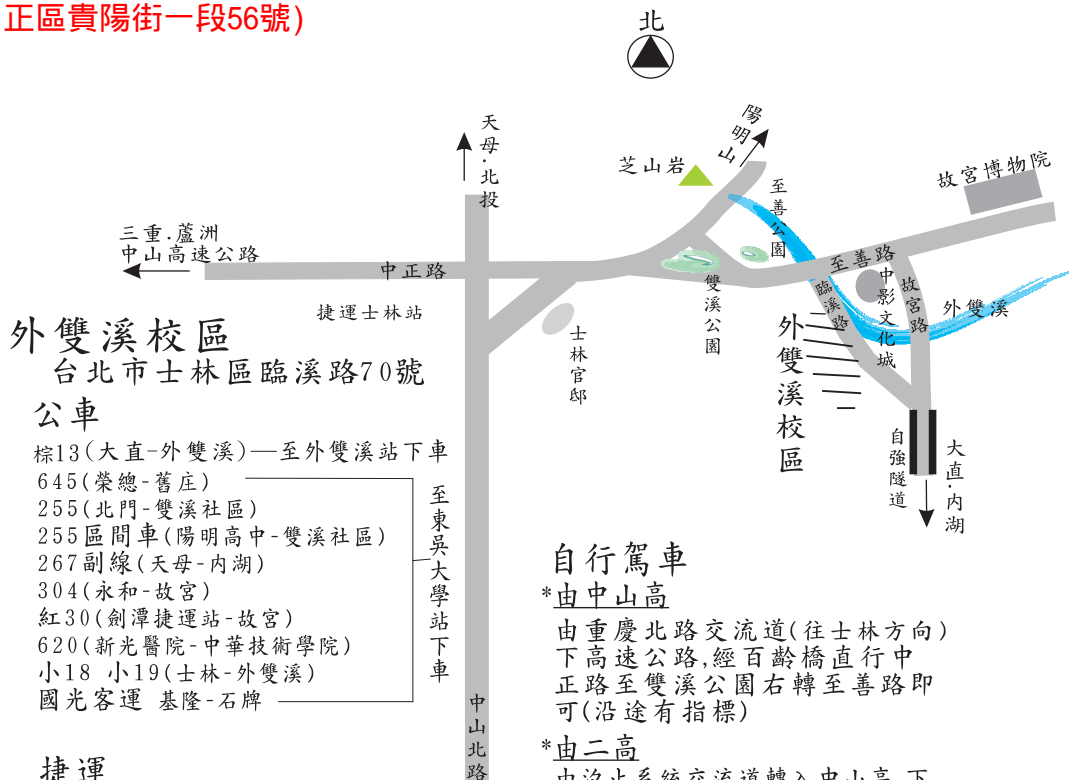 正區貴陽街一段56號)
北
天母.北投
陽明山
芝山岩
至善公園
故宮博物院
三重.蘆洲
中山高速公路
中正路
至善路
捷運士林站
雙溪公園
臨溪路
中影文化城
故宮路
外雙溪
士林官邸
外雙溪校區
自強隧道
大直.內湖
外雙溪校區
台北市士林區臨溪路70號
公車
棕13(大直-外雙溪)—至外雙溪站下車
645(榮總-舊庄)
255(北門-雙溪社區)
255區間車(陽明高中-雙溪社區)
267副線(天母-內湖)
304(永和-故宮)
紅30(劍潭捷運站-故宮)
620(新光醫院-中華技術學院)
小18 小19(士林-外雙溪)
國光客運 基隆-石牌
至東吳大學站下車
中山北路
捷運
自行駕車
*由中山高
由重慶北路交流道(往士林方向)
下高速公路,經百齡橋直行中
正路至雙溪公園右轉至善路即
可(沿途有指標)
*由二高
由汐止系統交流道轉入中山高,下